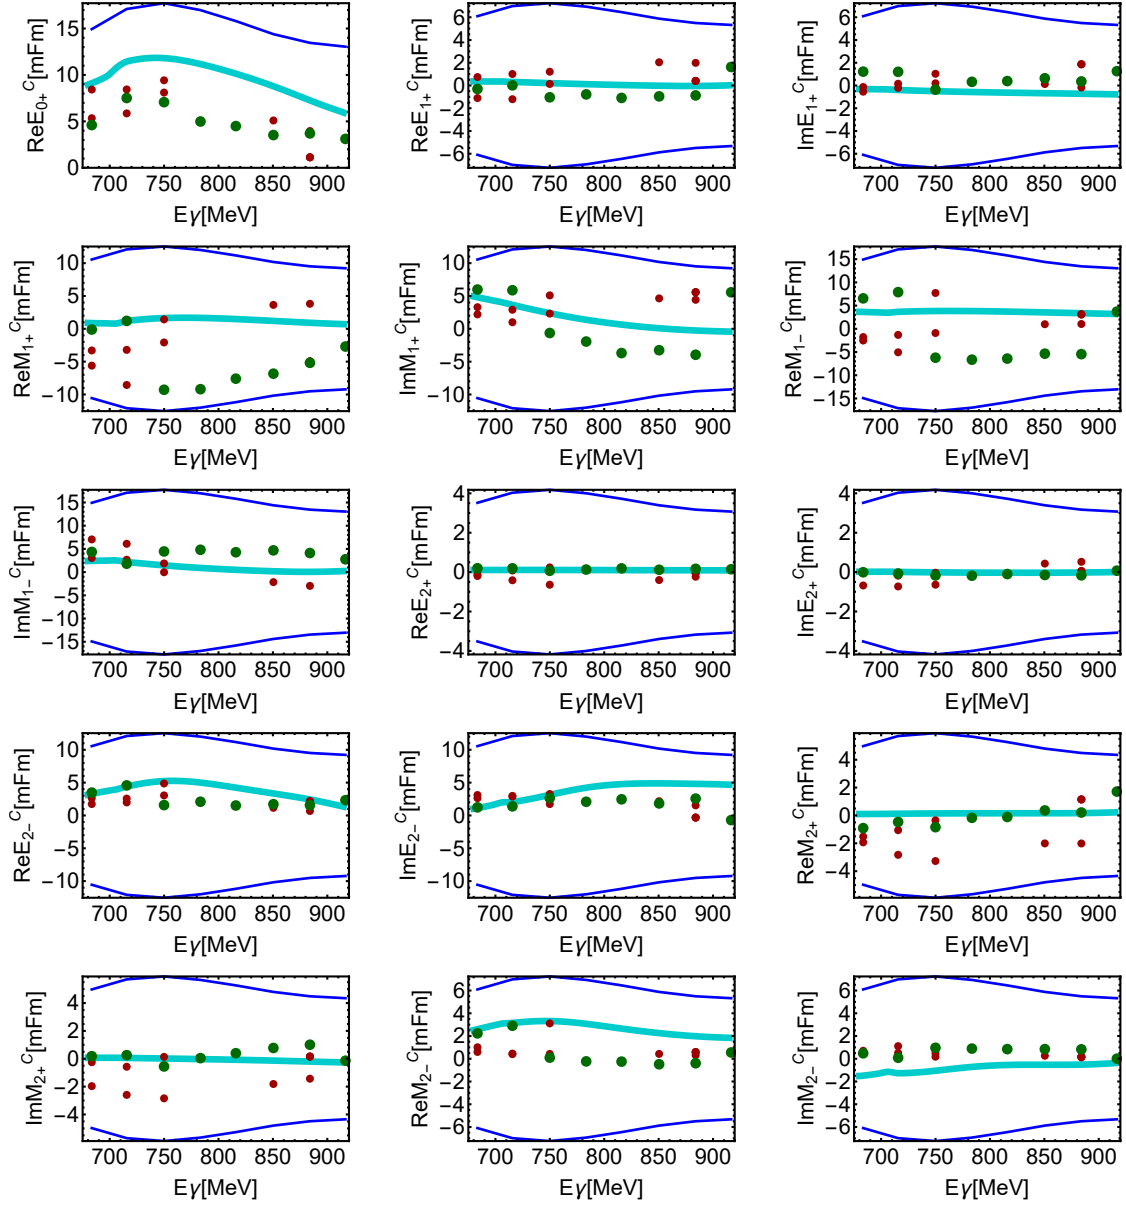 ReE0+ C[mFm]
15
10
5
0
700 750 800 850 900
Eγ[MeV]
ReE1+ C[mFm]
6
4
2
0
−2
−4
−6
700 750 800 850 900
Eγ[MeV]
ImE1+ C[mFm]
6
4
2
0
−2
−4
−6
700 750 800 850 900
Eγ[MeV]
ReM1+ C[mFm]
10
5
0
−5
−10
700 750 800 850 900
Eγ[MeV]
ImM1+ C[mFm]
10
5
0
−5
−10
700 750 800 850 900
Eγ[MeV]
ReM1− C[mFm]
15
10
5
0
−5
−10
−15
700 750 800 850 900
Eγ[MeV]
ImM1− C[mFm]
15
10
5
0
−5
−10
−15
700 750 800 850 900
Eγ[MeV]
ReE2+ C[mFm]
4
2
0
−2
−4
700 750 800 850 900
Eγ[MeV]
ImE2+ C[mFm]
4
2
0
−2
−4
700 750 800 850 900
Eγ[MeV]
ReE2− C[mFm]
10
5
0
−5
−10
700 750 800 850 900
Eγ[MeV]
ImE2− C[mFm]
10
5
0
−5
−10
700 750 800 850 900
Eγ[MeV]
ReM2+ C[mFm]
4
2
0
−2
−4
700 750 800 850 900
Eγ[MeV]
ImM2+ C[mFm]
4
2
0
−2
−4
700 750 800 850 900
Eγ[MeV]
ReM2− C[mFm]
6
4
2
0
−2
−4
−6
700 750 800 850 900
Eγ[MeV]
ImM2− C[mFm]
6
4
2
0
−2
−4
−6
700 750 800 850 900
Eγ[MeV]